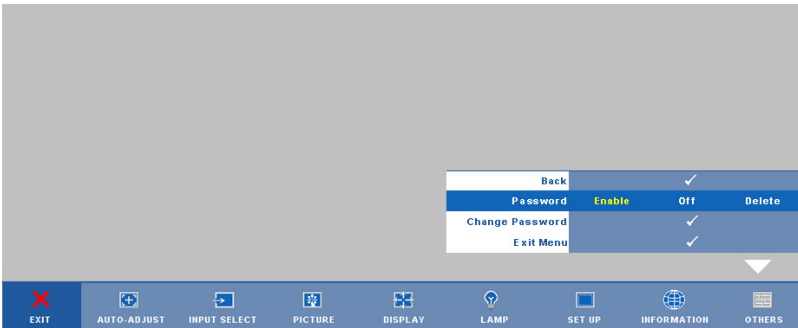 Back
Password Enable Off Delete
Change Password
Exit Menu
EXIT AUTO-ADJUST INPUT SELECT PICTURE DISPLAY LAMP SET UP INFORMATION OTHERS